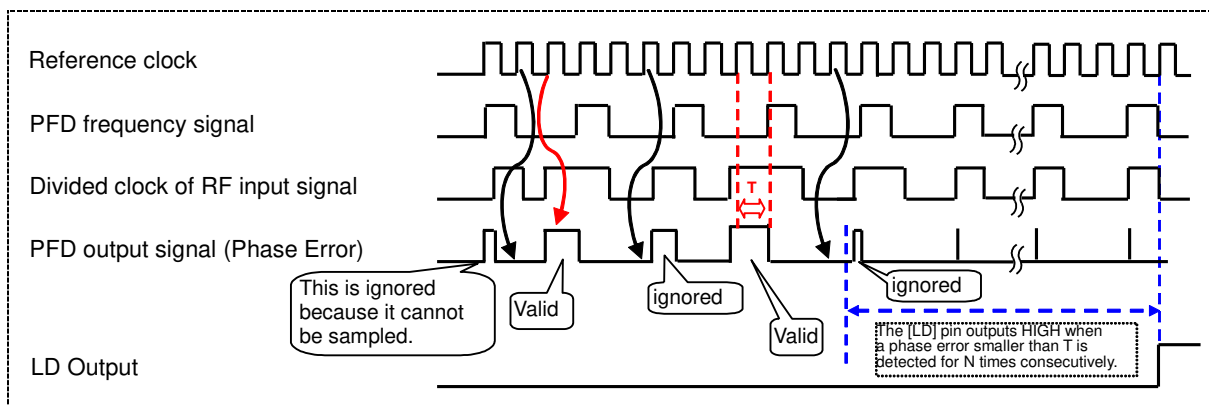 Reference clock
PFD frequency signal
Divided clock of RF input signal
T
PFD output signal (Phase Error)
This is ignored
because it cannot
be sampled.
Valid
ignored
Valid
ignored
The [LD] pin outputs HIGH when
a phase error smaller than T is
detected for N times consecutively.
LD Output